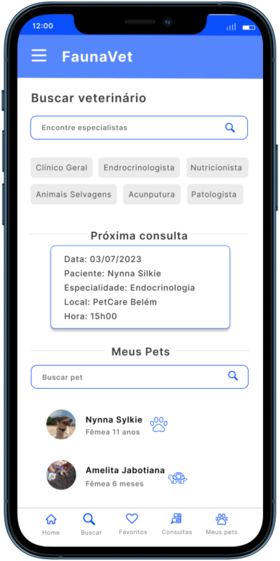 12:00
FaunaVet
Buscar veterinário
Encontre especialistas
Clínico Geral Endrocrinologista Nutricionista
Animais Selvagens Acunputura Patologista
Próxima consulta
Data: 03/07/2023
Paciente: Nynna Silkie
Especialidade: Endocrinologia
Local: PetCare Belém
Hora: 15h00
Meus Pets
Buscar pet
Nynna Sylkie
Fêmea 11 anos
Amelita Jabotiana
Fêmea 6 meses
Home Buscar Favoritos Consultas Meus pets